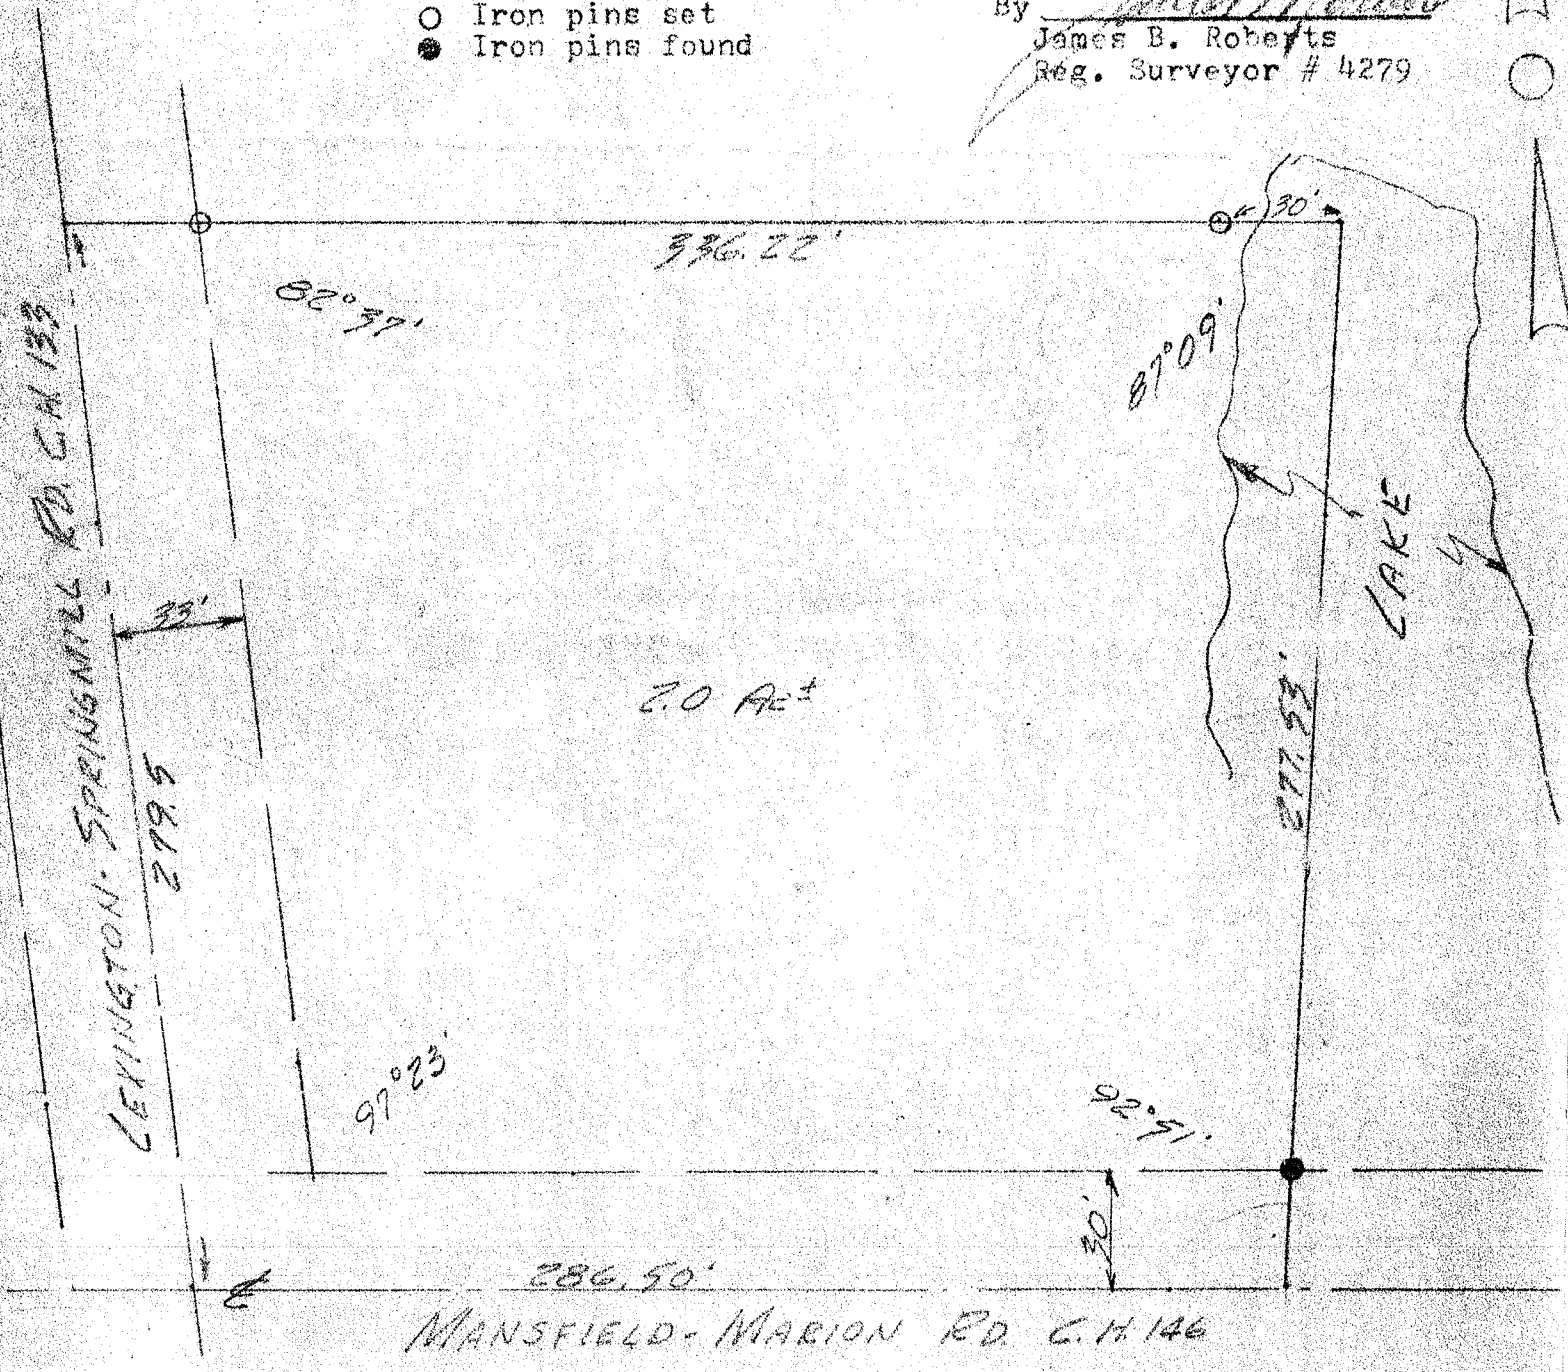 ○ Iron pins set
● Iron pins found
By
James B. Roberts
Reg. Surveyor # 4279
30'
336.22'
82°37'
87°09'
LEXINGTON-SPRINGMILL RD. C.H. 133
33'
279.5
LAKE
2.0 Ac±
277.53'
97°23'
92°51'
30'
286.50'
℄
MANSFIELD-MARION RD. C.H. 146